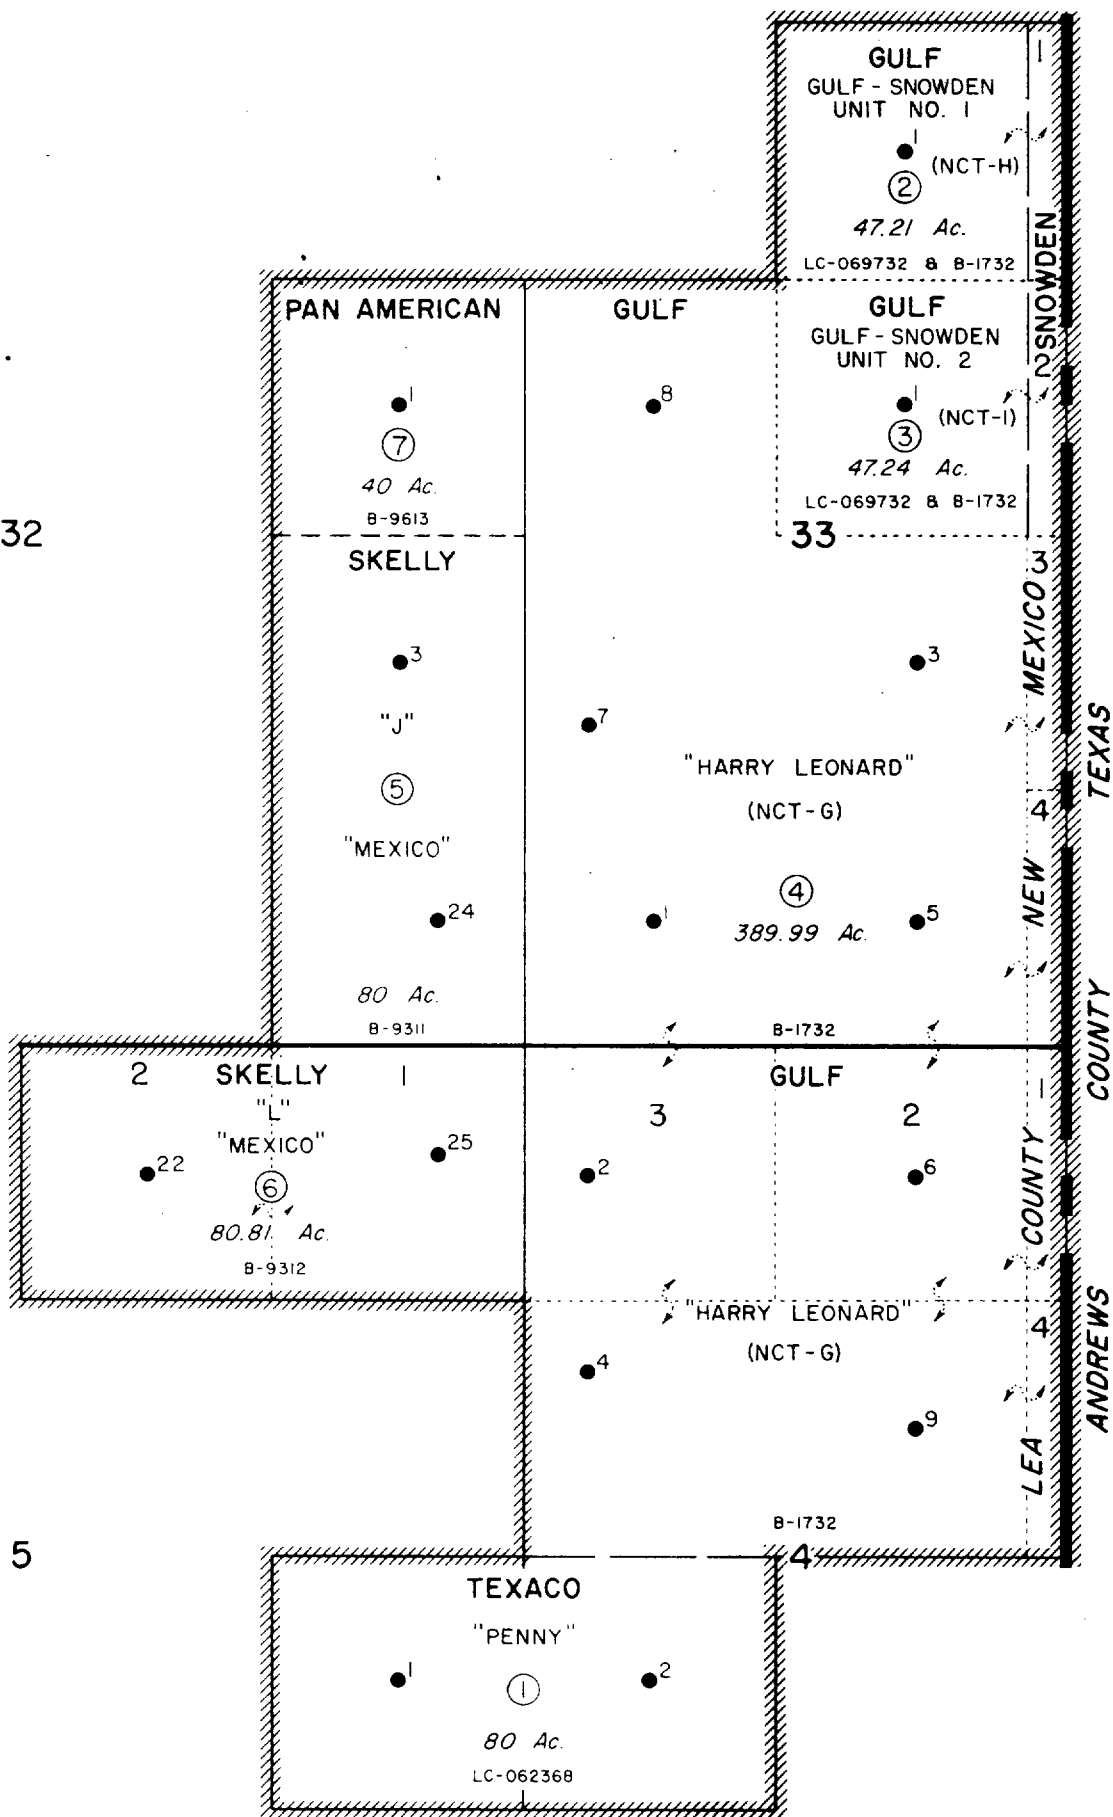 GULF
GULF - SNOWDEN
UNIT NO. 1
1
1
(NCT-H)
2
47.21 Ac.
LC-069732 & B-1732
SNOWDEN
PAN AMERICAN
1
7
40 Ac.
B-9613
GULF
8
GULF
GULF - SNOWDEN
UNIT NO. 2
2
1
(NCT-I)
3
47.24 Ac.
LC-069732 & B-1732
32
33
SKELLY
3
"J"
5
"MEXICO"
24
80 Ac.
B-9311
3
3
7
"HARRY LEONARD"
(NCT-G)
4
4
389.99 Ac.
1
5
B-1732
2 SKELLY 1
"L"
"MEXICO"
22
25
6
80.81 Ac.
B-9312
GULF
1
3
2
2
6
"HARRY LEONARD"
(NCT-G)
4
4
9
B-1732
LEA COUNTY NEW MEXICO
ANDREWS COUNTY TEXAS
5
4
TEXACO
"PENNY"
1
2
1
80 Ac.
LC-062368